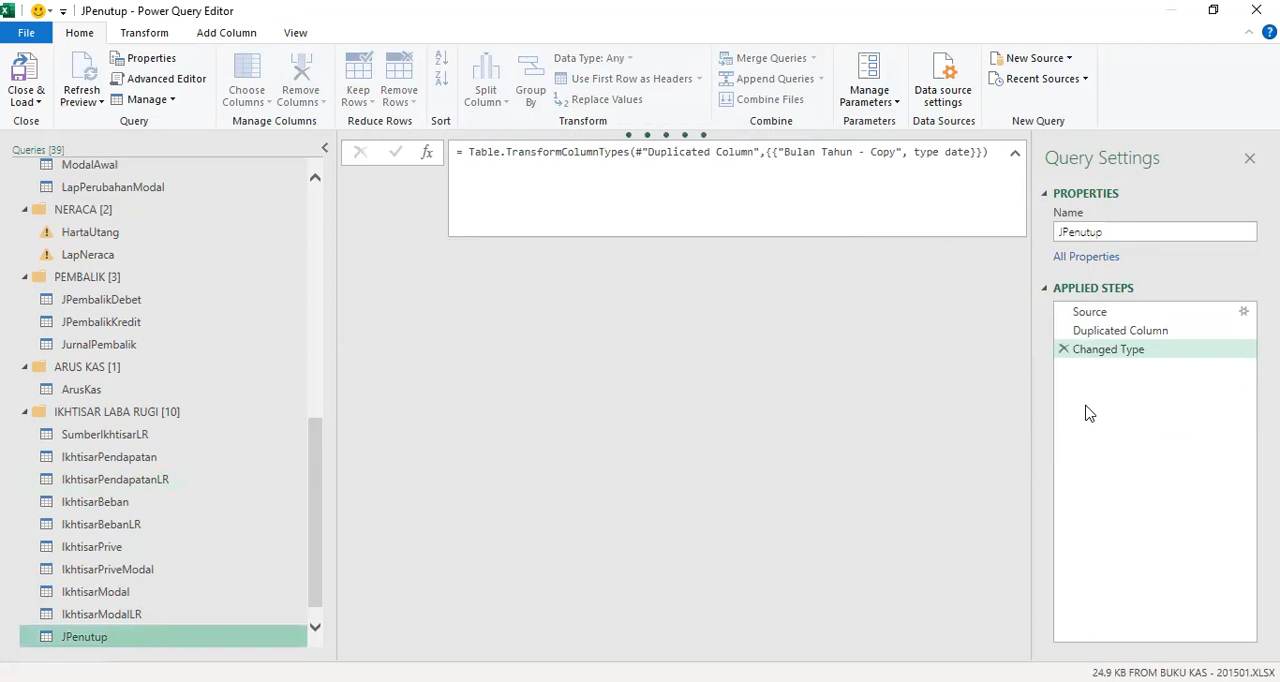 JPenutup - Power Query Editor
File
Home
Transform
Add Column
View
Close &
Load
Close
Refresh
Preview
Properties
Advanced Editor
Manage
Query
Choose
Columns
Remove
Columns
Manage Columns
Keep
Rows
Remove
Rows
Reduce Rows
Sort
Split
Column
Group
By
Data Type: Any
Use First Row as Headers
Replace Values
Transform
Merge Queries
Append Queries
Combine Files
Combine
Manage
Parameters
Parameters
Data source
settings
Data Sources
New Source
Recent Sources
New Query
Queries [39]
ModalAwal
LapPerubahanModal
NERACA [2]
HartaUtang
LapNeraca
PEMBALIK [3]
JPembalikDebet
JPembalikKredit
JurnalPembalik
ARUS KAS [1]
ArusKas
IKHTISAR LABA RUGI [10]
SumberIkhtisarLR
IkhtisarPendapatan
IkhtisarPendapatanLR
IkhtisarBeban
IkhtisarBebanLR
IkhtisarPrive
IkhtisarPriveModal
IkhtisarModal
IkhtisarModalLR
JPenutup
fx
= Table.TransformColumnTypes(#"Duplicated Column",{{"Bulan Tahun - Copy", type date}})
Query Settings
PROPERTIES
Name
JPenutup
All Properties
APPLIED STEPS
Source
Duplicated Column
Changed Type
24.9 KB FROM BUKU KAS - 201501.XLSX